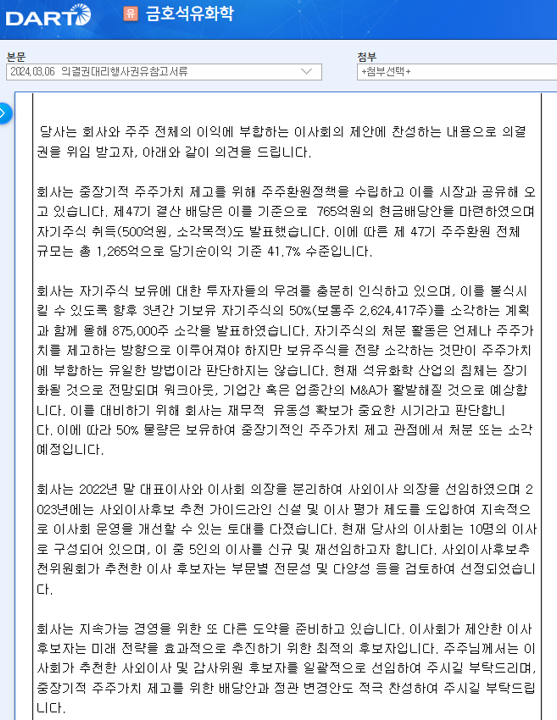 DART 유 금호석유화학
본문 첨부
2024.03.06 의결권대리행사권유참고서류 +첨부선택+
당사는 회사와 주주 전체의 이익에 부합하는 이사회의 제안에 찬성하는 내용으로 의결
권을 위임 받고자, 아래와 같이 의견을 드립니다.
회사는 중장기적 주주가치 제고를 위해 주주환원정책을 수립하고 이를 시장과 공유해 오
고 있습니다. 제47기 결산 배당은 이를 기준으로 765억원의 현금배당안을 마련하였으며
자기주식 취득(500억원, 소각목적)도 발표했습니다. 이에 따른 제 47기 주주환원 전체
규모는 총 1,265억으로 당기순이익 기준 41.7% 수준입니다.
회사는 자기주식 보유에 대한 투자자들의 우려를 충분히 인식하고 있으며, 이를 불식시
킬 수 있도록 향후 3년간 기보유 자기주식의 50%(보통주 2,624,417주)를 소각하는 계획
과 함께 올해 875,000주 소각을 발표하였습니다. 자기주식의 처분 활동은 언제나 주주가
치를 제고하는 방향으로 이루어져야 하지만 보유주식을 전량 소각하는 것만이 주주가치
에 부합하는 유일한 방법이라 판단하지는 않습니다. 현재 석유화학 산업의 침체는 장기
화될 것으로 전망되며 워크아웃, 기업간 혹은 업종간의 M&A가 활발해질 것으로 예상합
니다. 이를 대비하기 위해 회사는 재무적 유동성 확보가 중요한 시기라고 판단합니
다. 이에 따라 50% 물량은 보유하여 중장기적인 주주가치 제고 관점에서 처분 또는 소각
예정입니다.
회사는 2022년 말 대표이사와 이사회 의장을 분리하여 사외이사 의장을 선임하였으며 2
023년에는 사외이사후보 추천 가이드라인 신설 및 이사 평가 제도를 도입하여 지속적으
로 이사회 운영을 개선할 수 있는 토대를 다졌습니다. 현재 당사의 이사회는 10명의 이사
로 구성되어 있으며, 이 중 5인의 이사를 신규 및 재선임하고자 합니다. 사외이사후보추
천위원회가 추천한 이사 후보자는 부문별 전문성 및 다양성 등을 검토하여 선정되었습니
다.
회사는 지속가능 경영을 위한 또 다른 도약을 준비하고 있습니다. 이사회가 제안한 이사
후보자는 미래 전략을 효과적으로 추진하기 위한 최적의 후보자입니다. 주주님께서는 이
사회가 추천한 사외이사 및 감사위원 후보자를 일괄적으로 선임하여 주시길 부탁드리며,
중장기적 주주가치 제고를 위한 배당안과 정관 변경안도 적극 찬성하여 주시길 부탁드립
니다.